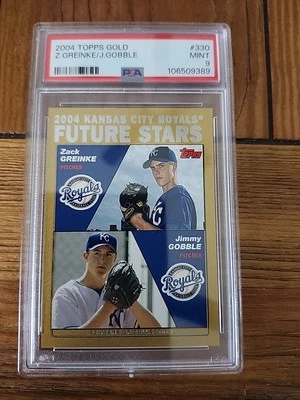 2004 TOPPS GOLD #330
Z.GREINKE/J.GOBBLE MINT
PSA 9
106509389
2004 KANSAS CITY ROYALS®
FUTURE STARS
Zack
GREINKE
PITCHER
Topps
KC
Royals
Jimmy
GOBBLE
PITCHER
KC
Royals